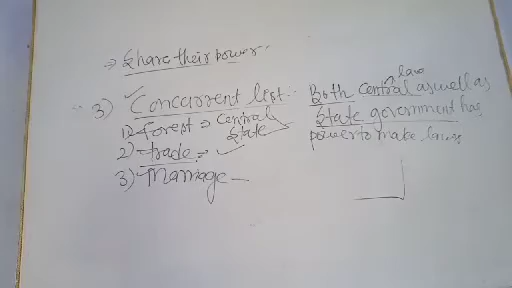 → Share their power.
3) Concurrent list.
1) Forest → Central
State
2) Trade →
3) Marriage –
law
Both central as well as
State government has
power to make laws